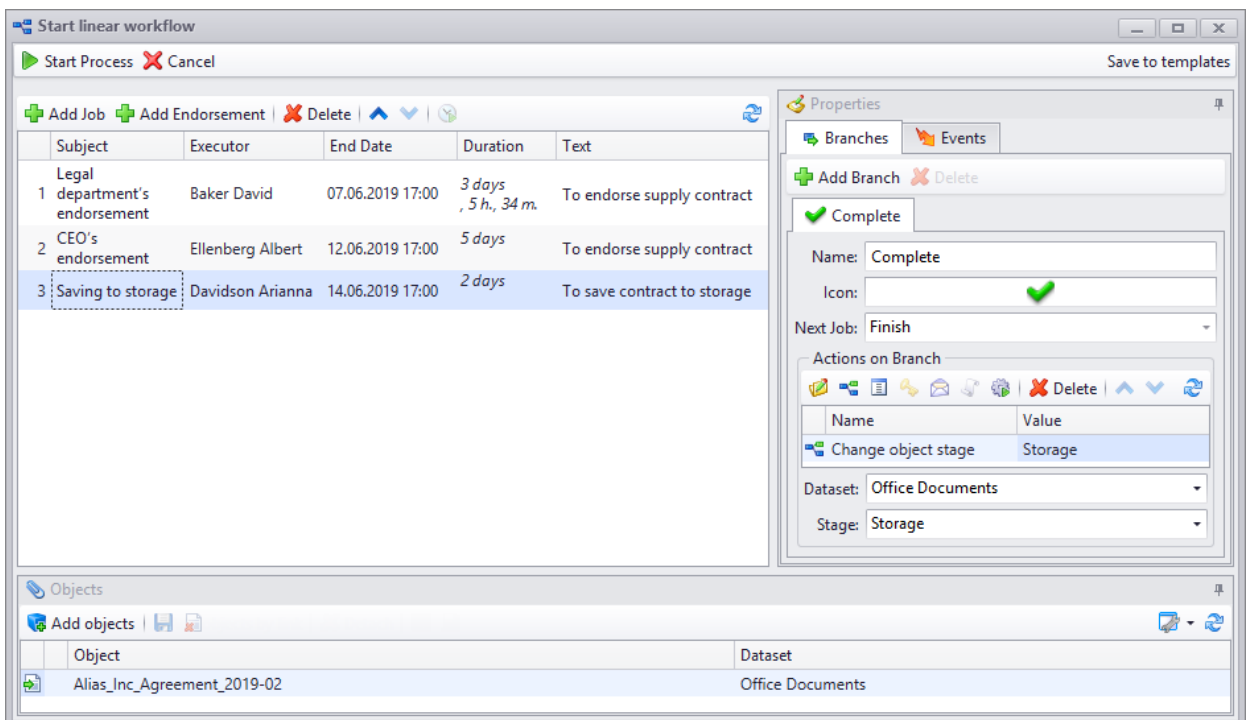 Start linear workflow
Start Process Cancel Save to templates
Add Job Add Endorsement Delete
Subject Executor End Date Duration Text
1 Legal department's endorsement Baker David 07.06.2019 17:00 3 days , 5 h., 34 m. To endorse supply contract
2 CEO's endorsement Ellenberg Albert 12.06.2019 17:00 5 days To endorse supply contract
3 Saving to storage Davidson Arianna 14.06.2019 17:00 2 days To save contract to storage
Properties
Branches Events
Add Branch Delete
Complete
Name: Complete
Icon:
Next Job: Finish
Actions on Branch
Delete
Name Value
Change object stage Storage
Dataset: Office Documents
Stage: Storage
Objects
Add objects
Object Dataset
Alias_Inc_Agreement_2019-02 Office Documents